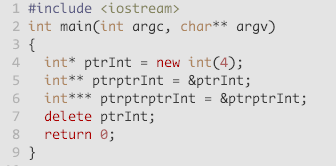 1 #include <iostream>
2 int main(int argc, char** argv)
3 {
4     int* ptrInt = new int(4);
5     int** ptrptrInt = &ptrInt;
6     int*** ptrptrptrInt = &ptrptrInt;
7     delete ptrInt;
8     return 0;
9 }